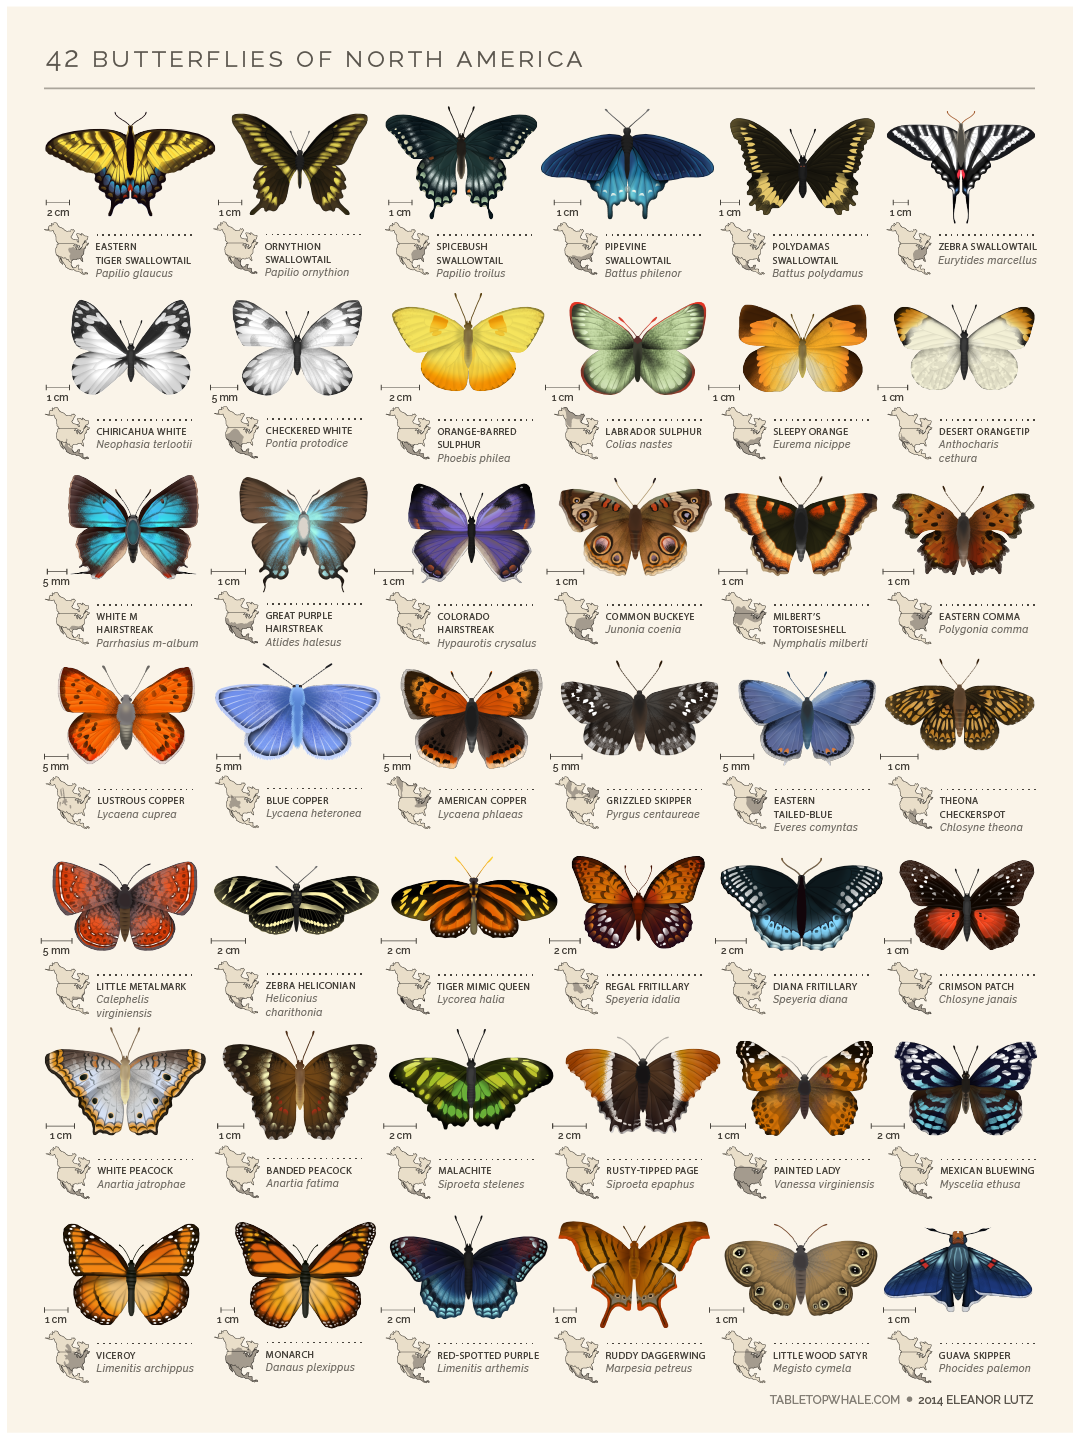 42 BUTTERFLIES OF NORTH AMERICA
2 cm
EASTERN
TIGER SWALLOWTAIL
Papilio glaucus
1 cm
ORNYTHION
SWALLOWTAIL
Papilio ornythion
1 cm
SPICEBUSH
SWALLOWTAIL
Papilio troilus
1 cm
PIPEVINE
SWALLOWTAIL
Battus philenor
1 cm
POLYDAMAS
SWALLOWTAIL
Battus polydamus
1 cm
ZEBRA SWALLOWTAIL
Eurytides marcellus
1 cm
CHIRICAHUA WHITE
Neophasia terlootii
5 mm
CHECKERED WHITE
Pontia protodice
2 cm
ORANGE-BARRED
SULPHUR
Phoebis philea
1 cm
LABRADOR SULPHUR
Colias nastes
1 cm
SLEEPY ORANGE
Eurema nicippe
1 cm
DESERT ORANGETIP
Anthocharis
cethura
5 mm
WHITE M
HAIRSTREAK
Parrhasius m-album
1 cm
GREAT PURPLE
HAIRSTREAK
Atlides halesus
1 cm
COLORADO
HAIRSTREAK
Hypaurotis crysalus
1 cm
COMMON BUCKEYE
Junonia coenia
1 cm
MILBERT'S
TORTOISESHELL
Nymphalis milberti
1 cm
EASTERN COMMA
Polygonia comma
5 mm
LUSTROUS COPPER
Lycaena cuprea
5 mm
BLUE COPPER
Lycaena heteronea
5 mm
AMERICAN COPPER
Lycaena phlaeas
5 mm
GRIZZLED SKIPPER
Pyrgus centaureae
5 mm
EASTERN
TAILED-BLUE
Everes comyntas
1 cm
THEONA
CHECKERSPOT
Chlosyne theona
5 mm
LITTLE METALMARK
Calephelis
virginiensis
2 cm
ZEBRA HELICONIAN
Heliconius
charithonia
2 cm
TIGER MIMIC QUEEN
Lycorea halia
2 cm
REGAL FRITILLARY
Speyeria idalia
2 cm
DIANA FRITILLARY
Speyeria diana
1 cm
CRIMSON PATCH
Chlosyne janais
1 cm
WHITE PEACOCK
Anartia jatrophae
1 cm
BANDED PEACOCK
Anartia fatima
2 cm
MALACHITE
Siproeta stelenes
2 cm
RUSTY-TIPPED PAGE
Siproeta epaphus
1 cm
PAINTED LADY
Vanessa virginiensis
2 cm
MEXICAN BLUEWING
Myscelia ethusa
1 cm
VICEROY
Limenitis archippus
1 cm
MONARCH
Danaus plexippus
2 cm
RED-SPOTTED PURPLE
Limenitis arthemis
1 cm
RUDDY DAGGERWING
Marpesia petreus
1 cm
LITTLE WOOD SATYR
Megisto cymela
1 cm
GUAVA SKIPPER
Phocides palemon
TABLETOPWHALE.COM • 2014 ELEANOR LUTZ